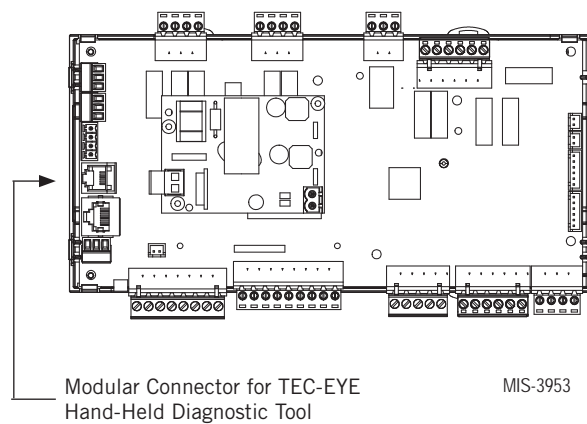 Modular Connector for TEC-EYE
Hand-Held Diagnostic Tool
MIS-3953